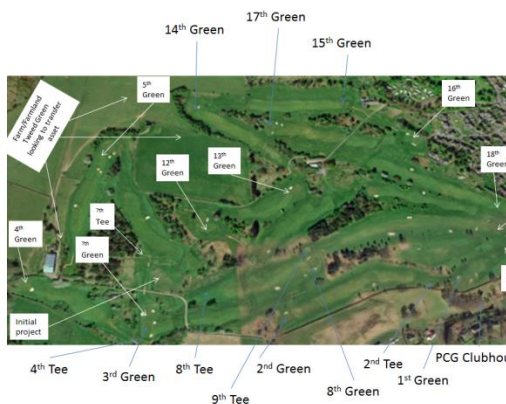 14th Green
17th Green
15th Green
5th
Green
Farm/Farmland
Tweed Green
looking to transfer
asset
16th
Green
13th
Green
12th
Green
18th
Green
7th
Tee
4th
Green
7th
Green
Initial
project
4th Tee
3rd Green
8th Tee
9th Tee
2nd Green
8th Green
2nd Tee
1st Green
PCG Clubhou